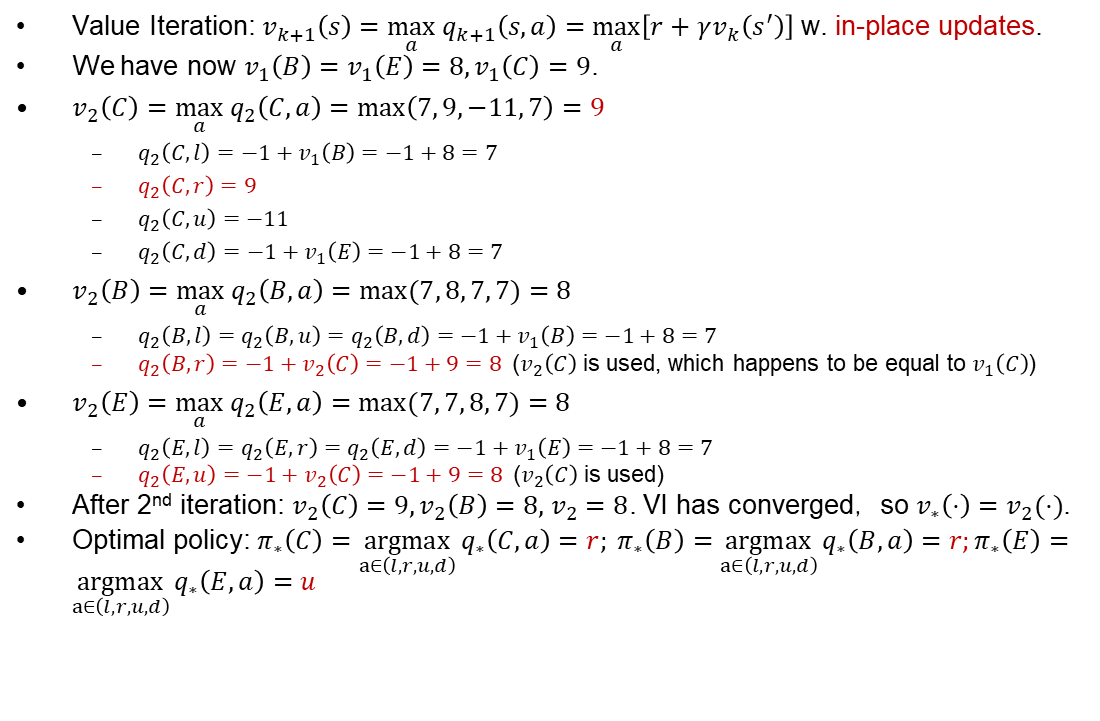 • Value Iteration: v_{k+1}(s) = max_a q_{k+1}(s, a) = max_a[r + γv_k(s′)] w. in-place updates.
• We have now v_1(B) = v_1(E) = 8, v_1(C) = 9.
• v_2(C) = max_a q_2(C, a) = max(7, 9, −11, 7) = 9
– q_2(C, l) = −1 + v_1(B) = −1 + 8 = 7
– q_2(C, r) = 9
– q_2(C, u) = −11
– q_2(C, d) = −1 + v_1(E) = −1 + 8 = 7
• v_2(B) = max_a q_2(B, a) = max(7, 8, 7, 7) = 8
– q_2(B, l) = q_2(B, u) = q_2(B, d) = −1 + v_1(B) = −1 + 8 = 7
– q_2(B, r) = −1 + v_2(C) = −1 + 9 = 8 (v_2(C) is used, which happens to be equal to v_1(C))
• v_2(E) = max_a q_2(E, a) = max(7, 7, 8, 7) = 8
– q_2(E, l) = q_2(E, r) = q_2(E, d) = −1 + v_1(E) = −1 + 8 = 7
– q_2(E, u) = −1 + v_2(C) = −1 + 9 = 8 (v_2(C) is used)
• After 2nd iteration: v_2(C) = 9, v_2(B) = 8, v_2 = 8. VI has converged, so v_*(·) = v_2(·).
• Optimal policy: π_*(C) = argmax_{a∈(l,r,u,d)} q_*(C, a) = r; π_*(B) = argmax_{a∈(l,r,u,d)} q_*(B, a) = r; π_*(E) =
argmax_{a∈(l,r,u,d)} q_*(E, a) = u